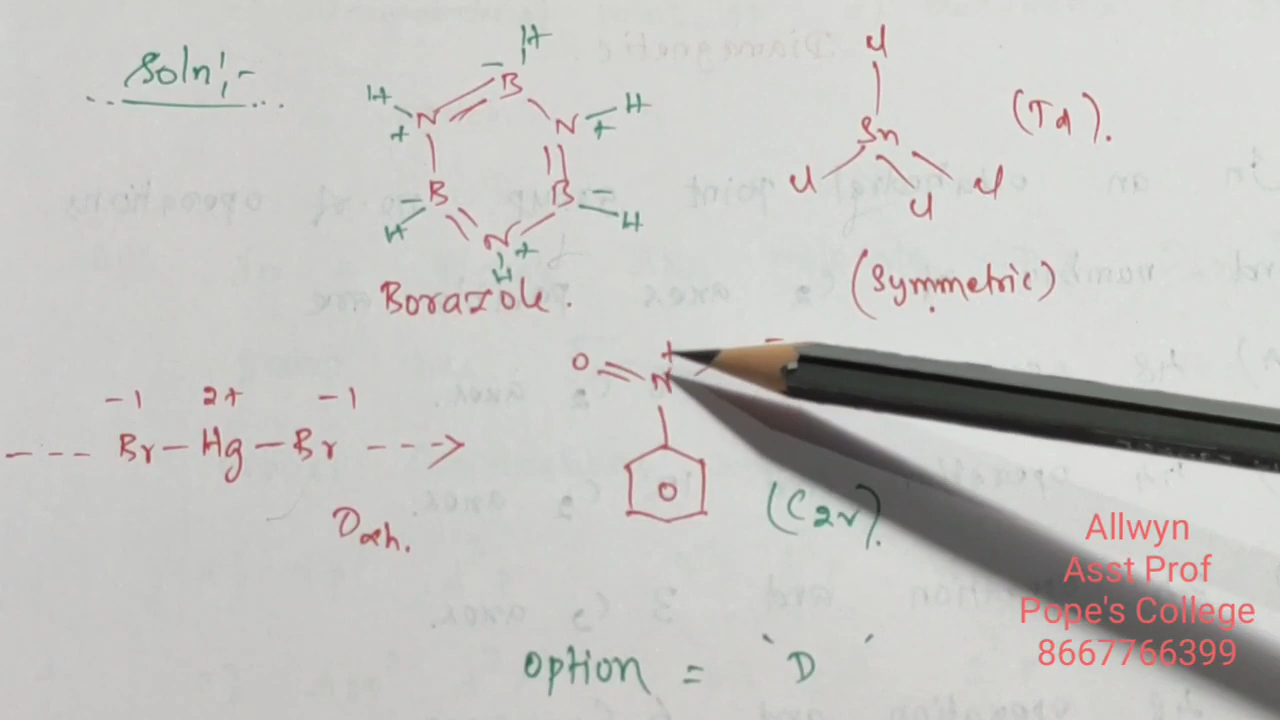 Soln:-
H
H
- B
N
+
N
+
H
- B
H
B -
H
N +
H
Borazole.
Cl
Sn
Cl
Cl
Cl
(Td).
(Symmetric)
-1 2+ -1
--- Br - Hg - Br --->
D∝h.
O = N +
-
(C2v).
option = 'D'
Allwyn
Asst Prof
Pope's College
8667766399